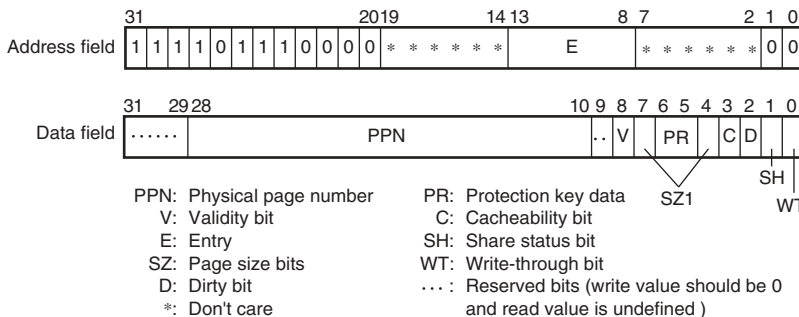 31 20 19 14 13 8 7 2 1 0
Address field 1 1 1 1 0 1 1 1 0 0 0 0 * * * * * * E * * * * * * 0 0
31 29 28 10 9 8 7 6 5 4 3 2 1 0
Data field ······ PPN ·· V PR C D
SZ1 SH WT
PPN: Physical page number
V: Validity bit
E: Entry
SZ: Page size bits
D: Dirty bit
*: Don't care
PR: Protection key data
C: Cacheability bit
SH: Share status bit
WT: Write-through bit
···: Reserved bits (write value should be 0
and read value is undefined )